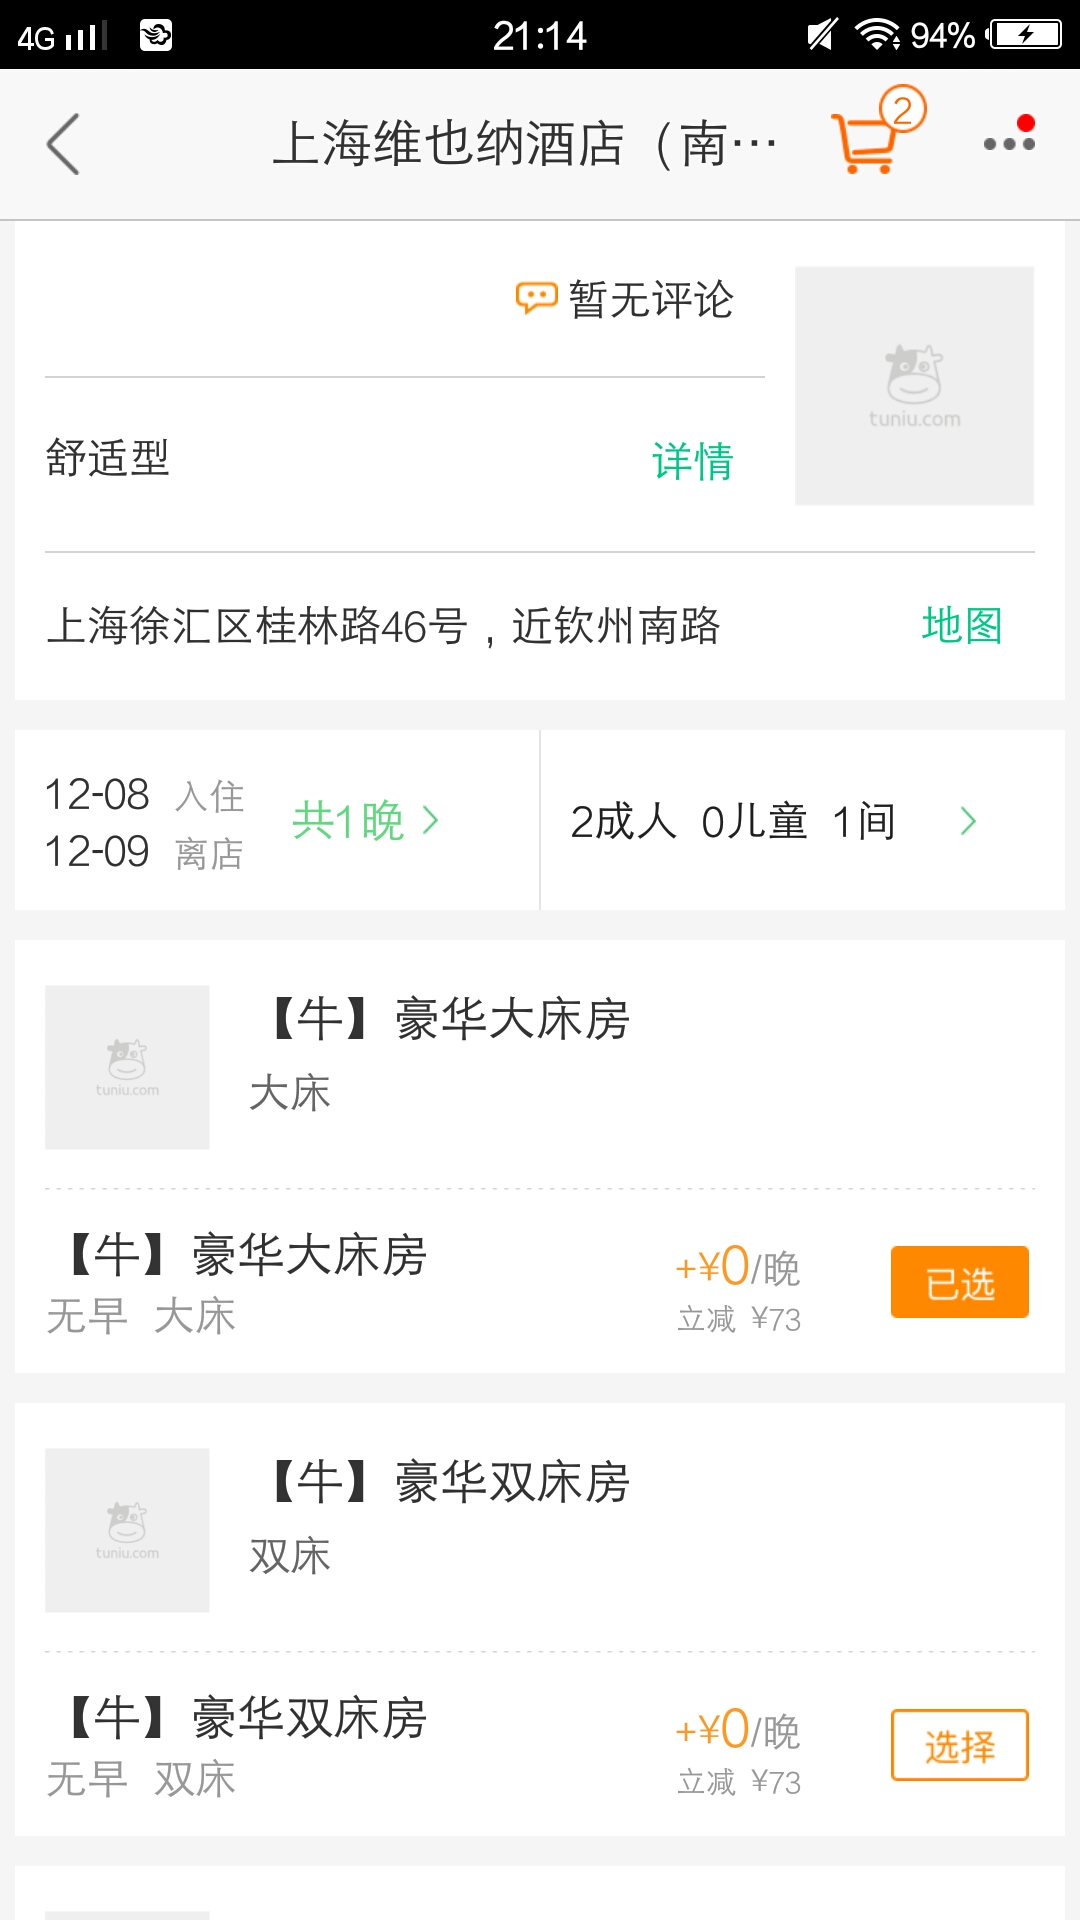 4G 21:14 94%
上海维也纳酒店（南… 2
暂无评论
tuniu.com
舒适型 详情
上海徐汇区桂林路46号，近钦州南路 地图
12-08 入住
12-09 离店
共1晚
2成人 0儿童 1间
【牛】豪华大床房
大床
tuniu.com
【牛】豪华大床房
无早 大床
+¥0/晚
立减 ¥73
已选
【牛】豪华双床房
双床
tuniu.com
【牛】豪华双床房
无早 双床
+¥0/晚
立减 ¥73
选择